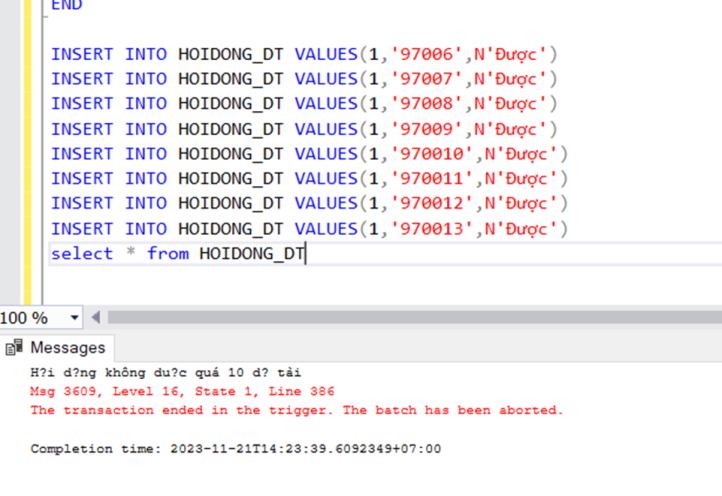 END
INSERT INTO HOIDONG_DT VALUES(1,'97006',N'Được')
INSERT INTO HOIDONG_DT VALUES(1,'97007',N'Được')
INSERT INTO HOIDONG_DT VALUES(1,'97008',N'Được')
INSERT INTO HOIDONG_DT VALUES(1,'97009',N'Được')
INSERT INTO HOIDONG_DT VALUES(1,'970010',N'Được')
INSERT INTO HOIDONG_DT VALUES(1,'970011',N'Được')
INSERT INTO HOIDONG_DT VALUES(1,'970012',N'Được')
INSERT INTO HOIDONG_DT VALUES(1,'970013',N'Được')
select * from HOIDONG_DT
100 %
Messages
H?i d?ng không du?c quá 10 d? tài
Msg 3609, Level 16, State 1, Line 386
The transaction ended in the trigger. The batch has been aborted.
Completion time: 2023-11-21T14:23:39.6092349+07:00